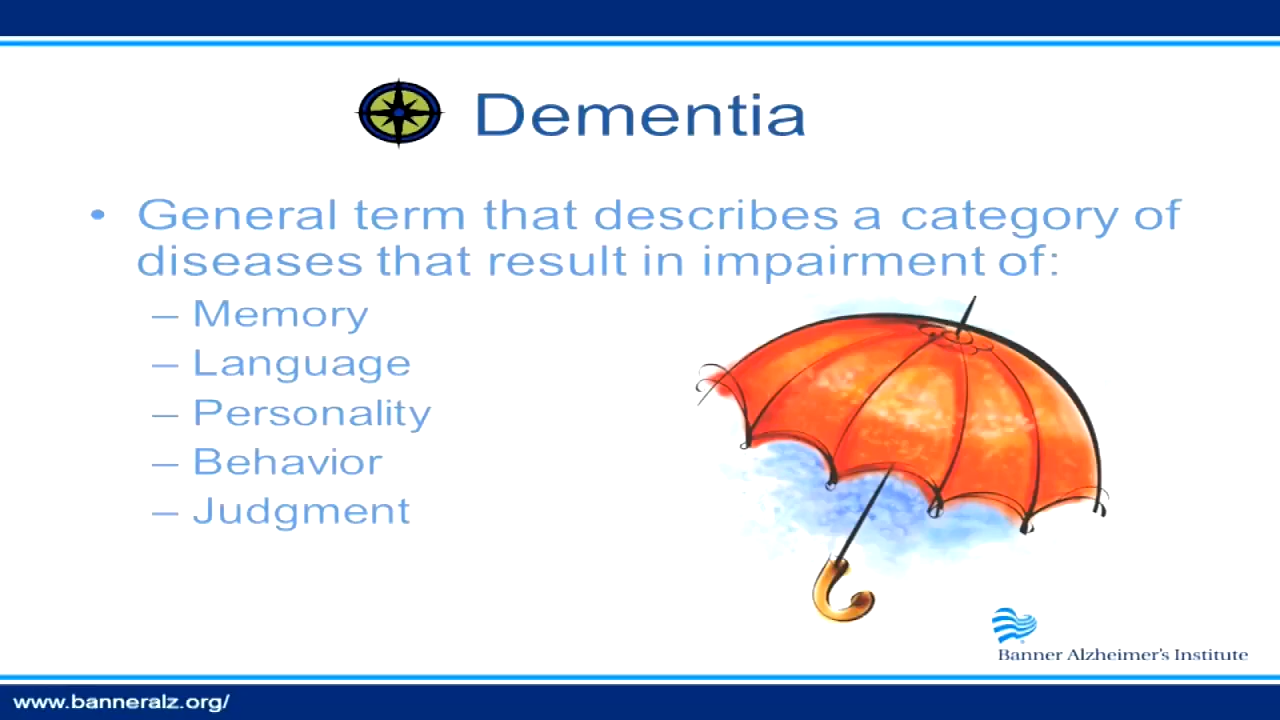 Dementia
• General term that describes a category of
diseases that result in impairment of:
– Memory
– Language
– Personality
– Behavior
– Judgment
Banner Alzheimer's Institute
www.banneralz.org/